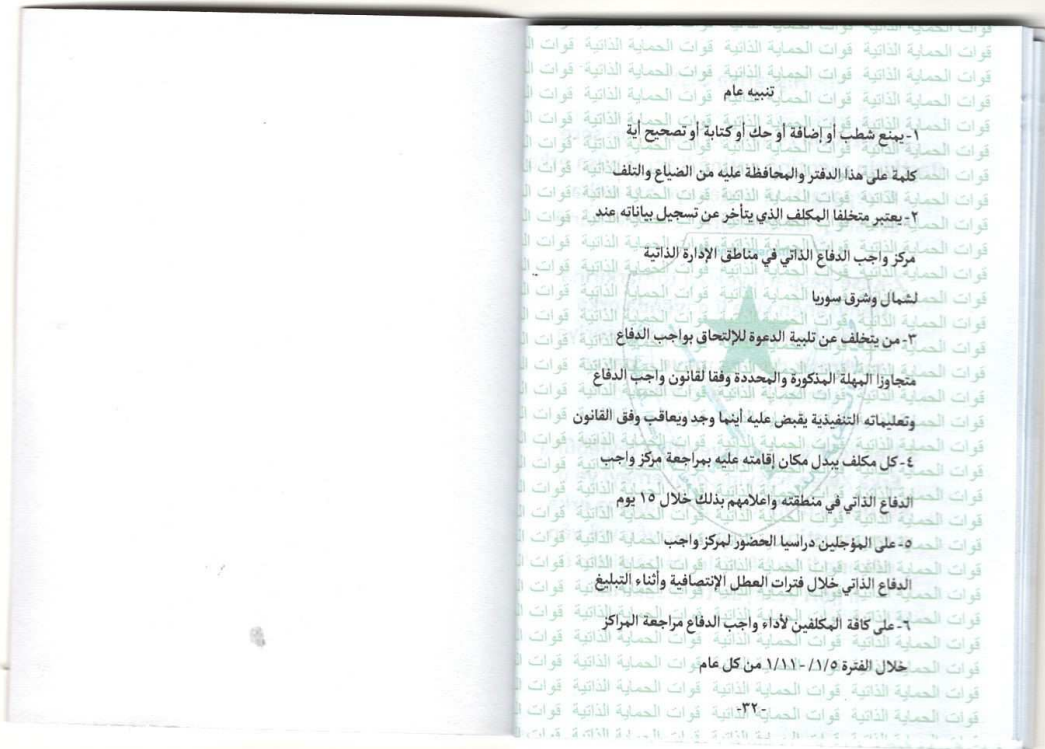 تنبيه عام
١- يمنع شطب أو إضافة أو حك أو كتابة أو تصحيح أية
كلمة على هذا الدفتر والمحافظة عليه من الضياع والتلف
٢- يعتبر متخلفا المكلف الذي يتأخر عن تسجيل بياناته عند
مركز واجب الدفاع الذاتي في مناطق الإدارة الذاتية
لشمال وشرق سوريا
٣- من يتخلف عن تلبية الدعوة للإلتحاق بواجب الدفاع
متجاوزا المهلة المذكورة والمحددة وفقا لقانون واجب الدفاع
وتعليماته التنفيذية يقبض عليه أينما وجد ويعاقب وفق القانون
٤- كل مكلف يبدل مكان إقامته عليه بمراجعة مركز واجب
الدفاع الذاتي في منطقته واعلامهم بذلك خلال ١٥ يوم
٥- على المؤجلين دراسيا الحضور لمركز واجب
الدفاع الذاتي خلال فترات العطل الإنتصافية وأثناء التبليغ
٦- على كافة المكلفين لأداء واجب الدفاع مراجعة المراكز
خلال الفترة ١/٥/ - ١/١١ من كل عام
-٣٢-